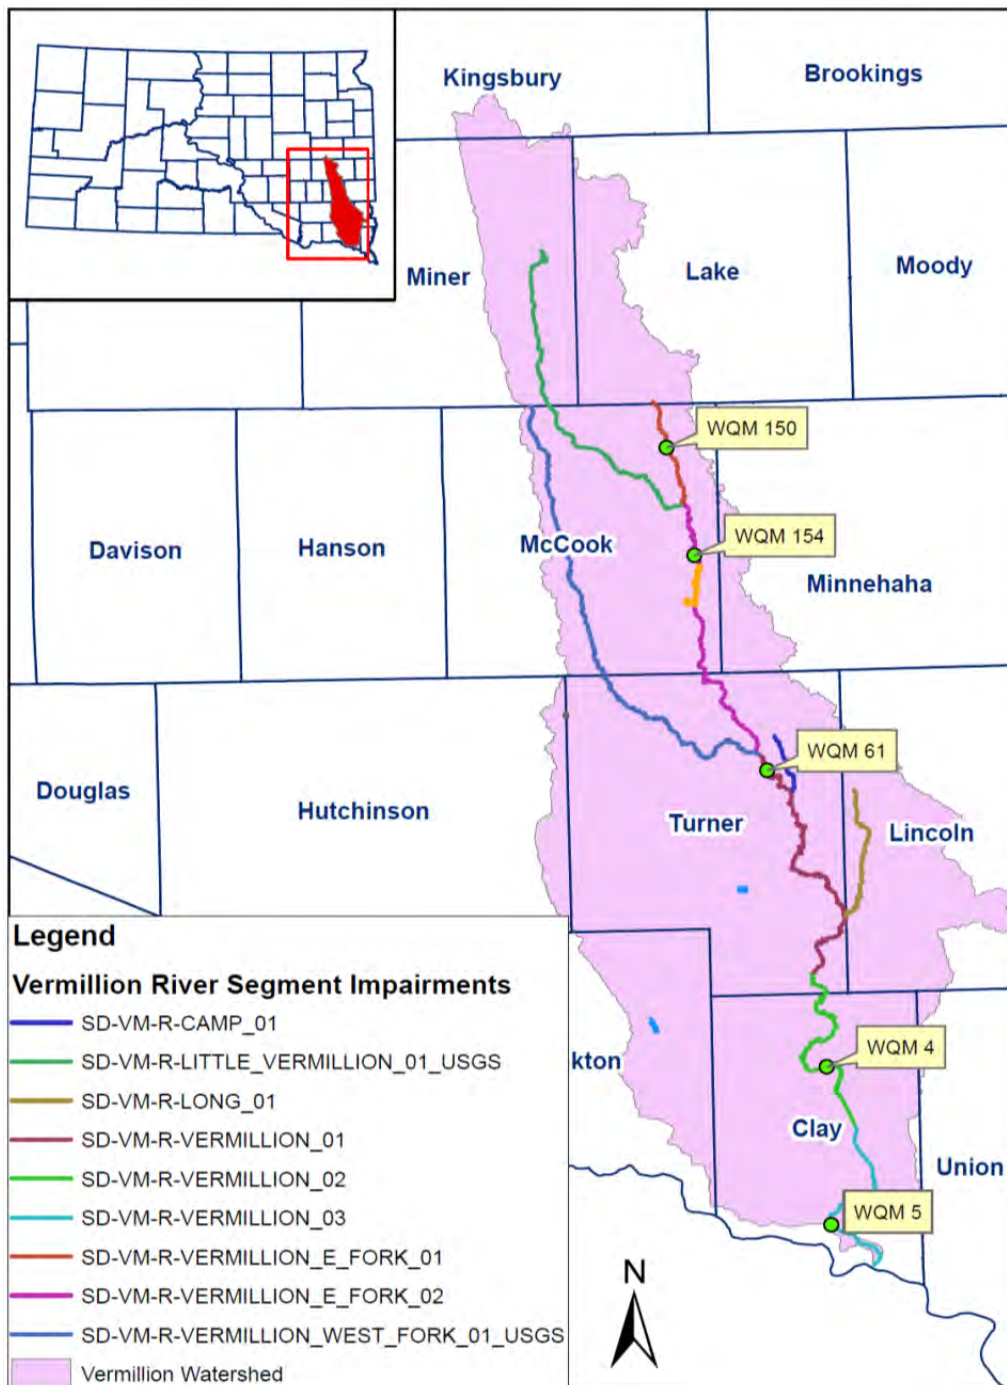 Kingsbury
Brookings
Miner
Lake
Moody
WQM 150
Davison
Hanson
McCook
WQM 154
Minnehaha
Douglas
Hutchinson
WQM 61
Turner
Lincoln
Legend
Vermillion River Segment Impairments
SD-VM-R-CAMP_01
SD-VM-R-LITTLE_VERMILLION_01_USGS
SD-VM-R-LONG_01
SD-VM-R-VERMILLION_01
SD-VM-R-VERMILLION_02
SD-VM-R-VERMILLION_03
SD-VM-R-VERMILLION_E_FORK_01
SD-VM-R-VERMILLION_E_FORK_02
SD-VM-R-VERMILLION_WEST_FORK_01_USGS
Vermillion Watershed
kton
WQM 4
Clay
Union
WQM 5
N